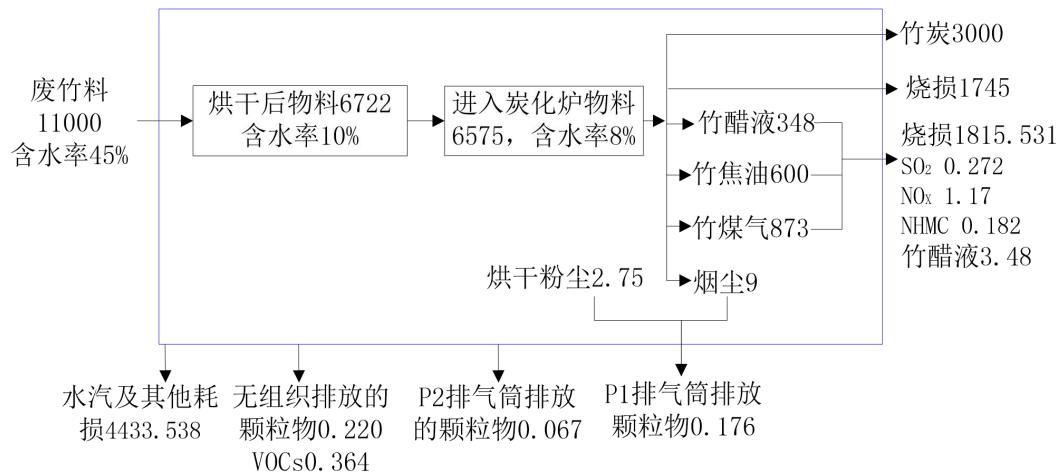 废竹料
11000
含水率45%
烘干后物料6722
含水率10%
进入炭化炉物料
6575，含水率8%
竹炭3000
烧损1745
竹醋液348
竹焦油600
竹煤气873
烟尘9
烘干粉尘2.75
烧损1815.531
SO₂ 0.272
NOx 1.17
NHMC 0.182
竹醋液3.48
水汽及其他耗
损4433.538
无组织排放的
颗粒物0.220
VOCs0.364
P2排气筒排放
的颗粒物0.067
P1排气筒排放
颗粒物0.176